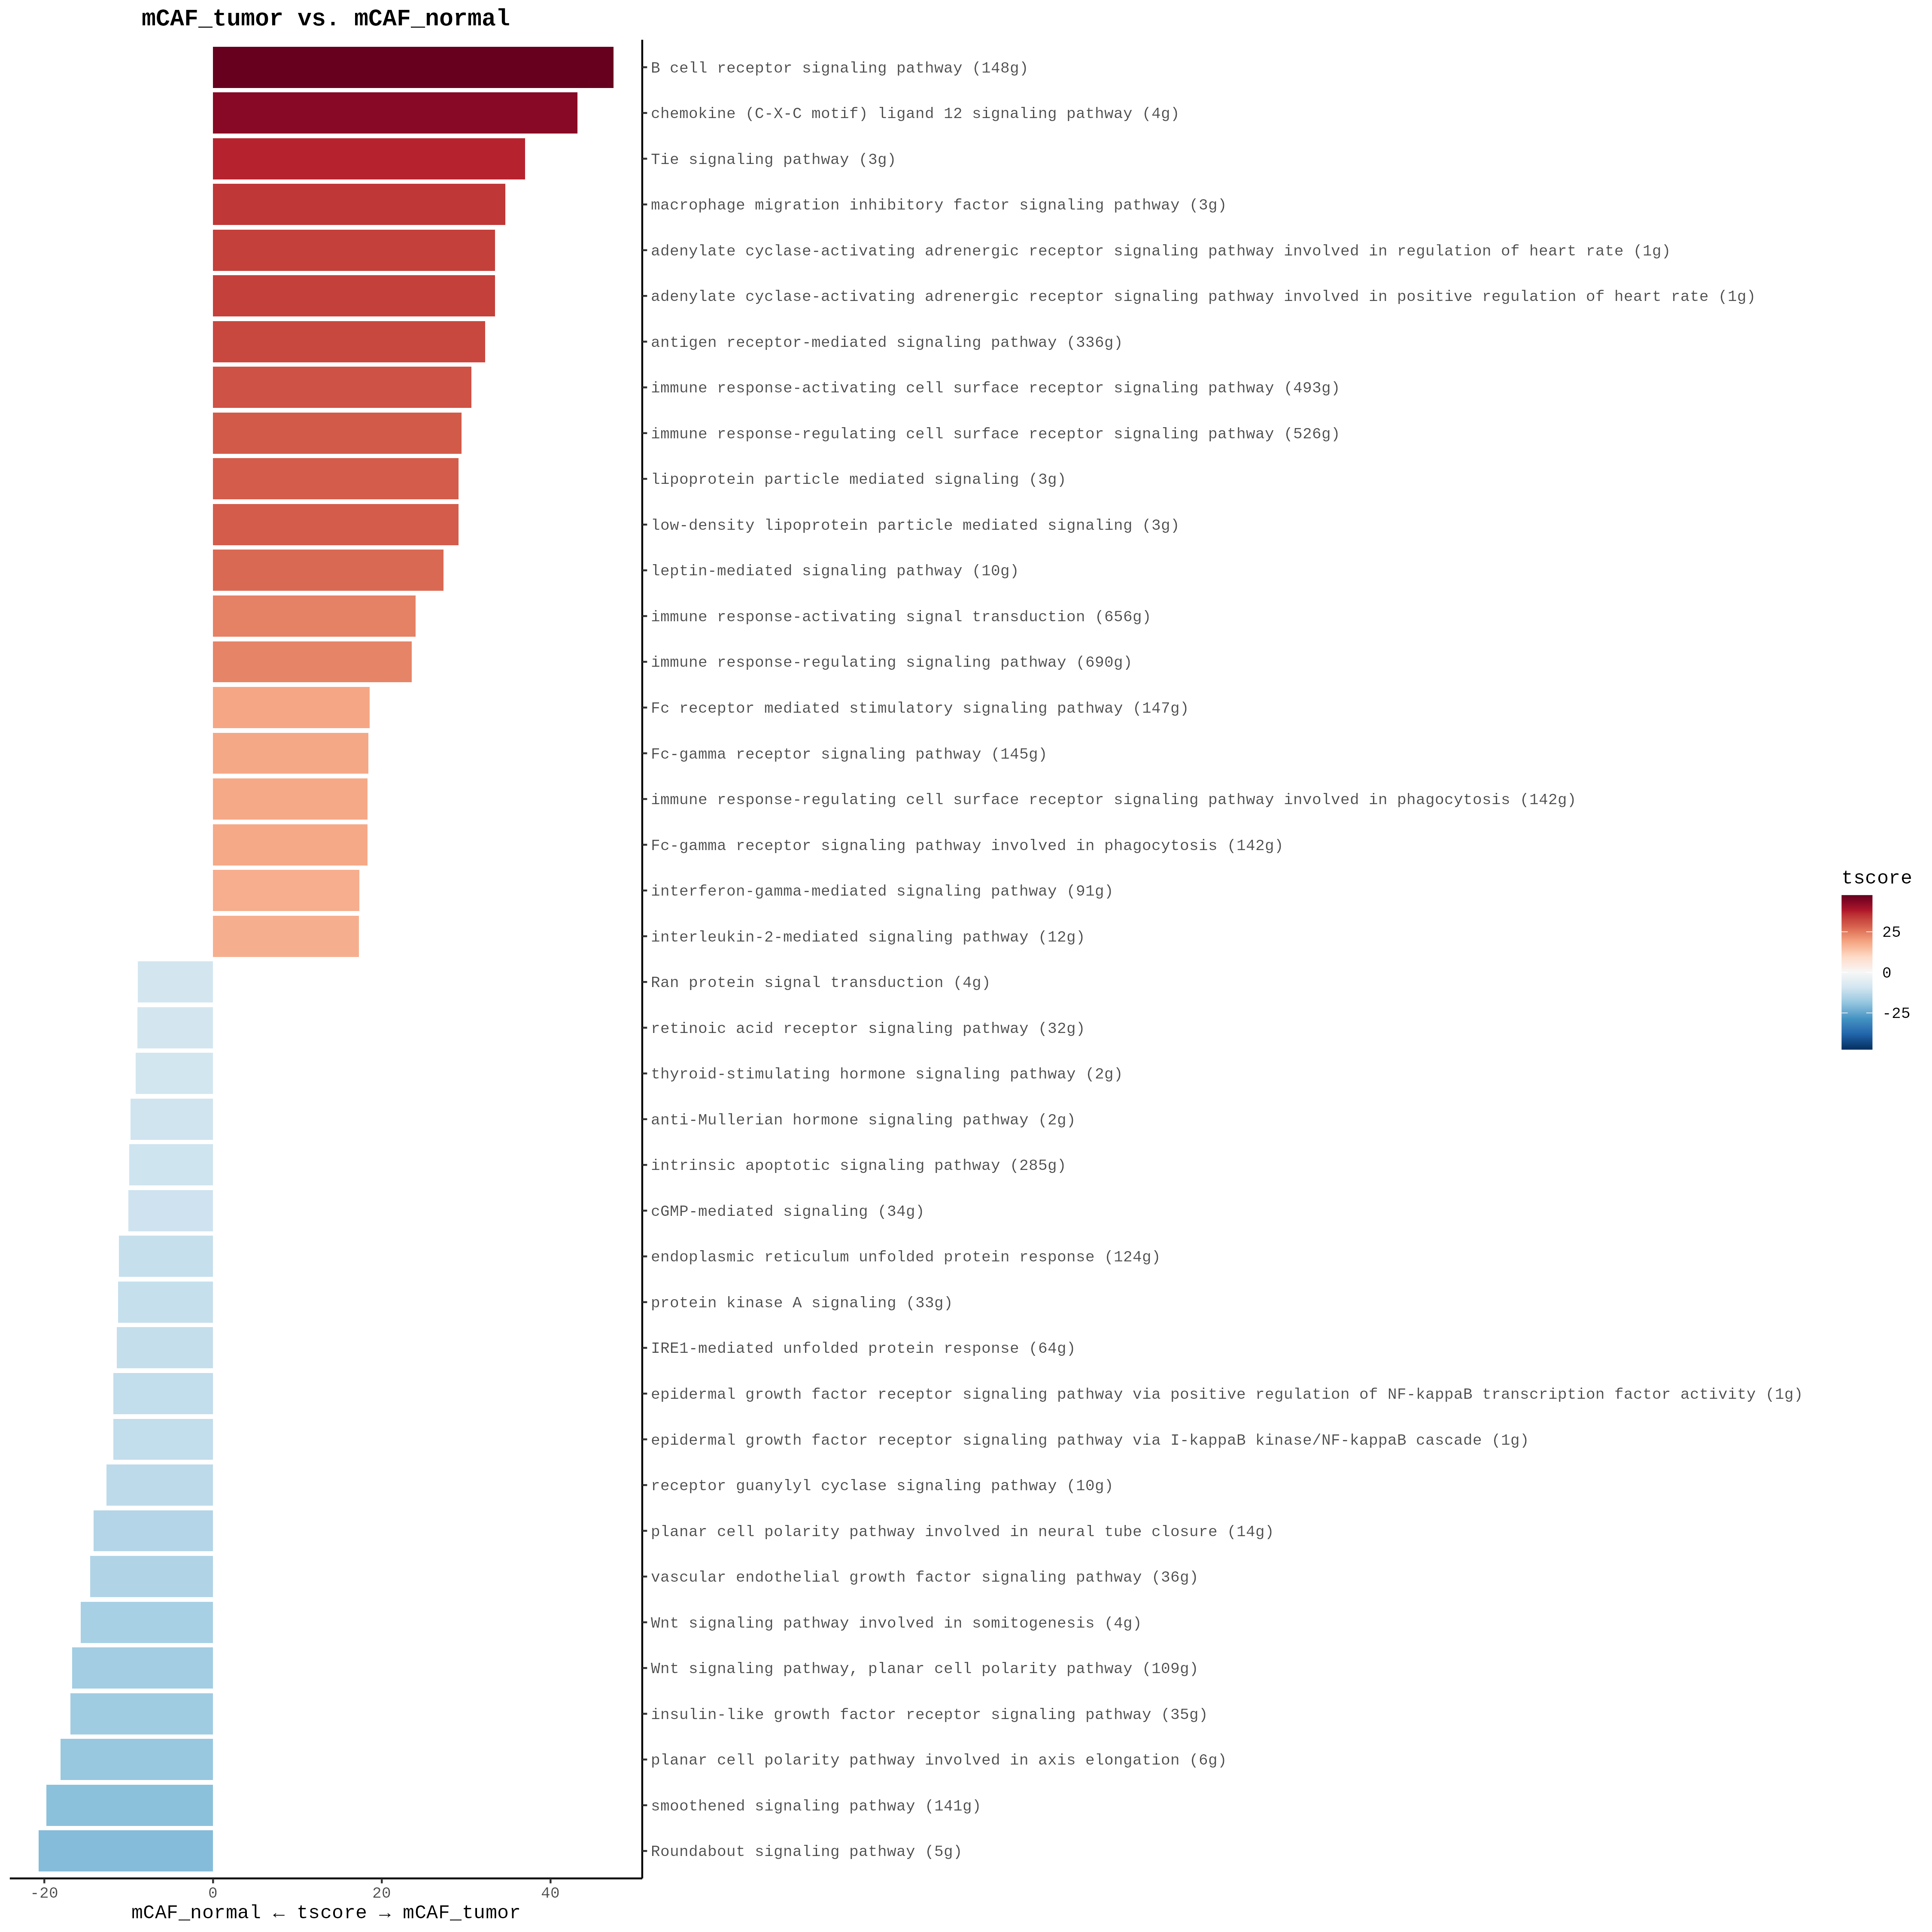 mCAF_tumor vs. mCAF_normal
B cell receptor signaling pathway (148g)
chemokine (C-X-C motif) ligand 12 signaling pathway (4g)
Tie signaling pathway (3g)
macrophage migration inhibitory factor signaling pathway (3g)
adenylate cyclase-activating adrenergic receptor signaling pathway involved in regulation of heart rate (1g)
adenylate cyclase-activating adrenergic receptor signaling pathway involved in positive regulation of heart rate (1g)
antigen receptor-mediated signaling pathway (336g)
immune response-activating cell surface receptor signaling pathway (493g)
immune response-regulating cell surface receptor signaling pathway (526g)
lipoprotein particle mediated signaling (3g)
low-density lipoprotein particle mediated signaling (3g)
leptin-mediated signaling pathway (10g)
immune response-activating signal transduction (656g)
immune response-regulating signaling pathway (690g)
Fc receptor mediated stimulatory signaling pathway (147g)
Fc-gamma receptor signaling pathway (145g)
immune response-regulating cell surface receptor signaling pathway involved in phagocytosis (142g)
Fc-gamma receptor signaling pathway involved in phagocytosis (142g)
interferon-gamma-mediated signaling pathway (91g)
interleukin-2-mediated signaling pathway (12g)
Ran protein signal transduction (4g)
retinoic acid receptor signaling pathway (32g)
thyroid-stimulating hormone signaling pathway (2g)
anti-Mullerian hormone signaling pathway (2g)
intrinsic apoptotic signaling pathway (285g)
cGMP-mediated signaling (34g)
endoplasmic reticulum unfolded protein response (124g)
protein kinase A signaling (33g)
IRE1-mediated unfolded protein response (64g)
epidermal growth factor receptor signaling pathway via positive regulation of NF-kappaB transcription factor activity (1g)
epidermal growth factor receptor signaling pathway via I-kappaB kinase/NF-kappaB cascade (1g)
receptor guanylyl cyclase signaling pathway (10g)
planar cell polarity pathway involved in neural tube closure (14g)
vascular endothelial growth factor signaling pathway (36g)
Wnt signaling pathway involved in somitogenesis (4g)
Wnt signaling pathway, planar cell polarity pathway (109g)
insulin-like growth factor receptor signaling pathway (35g)
planar cell polarity pathway involved in axis elongation (6g)
smoothened signaling pathway (141g)
Roundabout signaling pathway (5g)
-20 0 20 40
mCAF_normal ← tscore → mCAF_tumor
tscore
25
0
-25